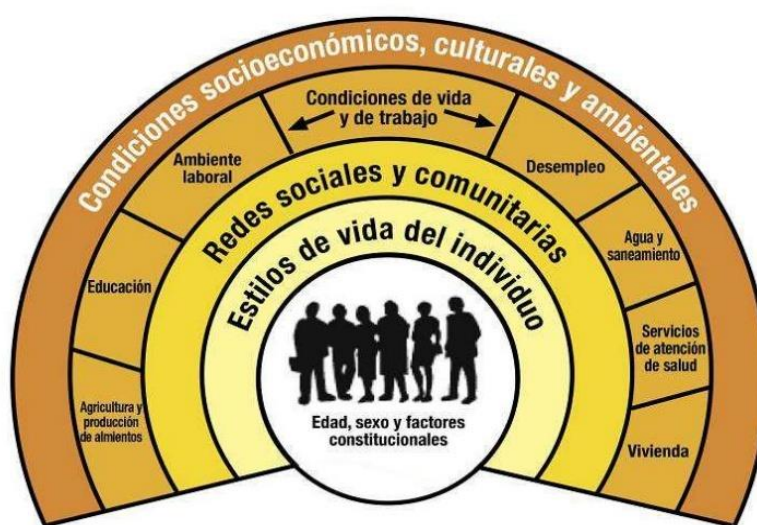 Condiciones socioeconómicos, culturales y ambientales
Condiciones de vida
y de trabajo
Ambiente
laboral
Desempleo
Educación
Agua y
saneamiento
Agricultura y
producción
de almientos
Servicios
de atención
de salud
Vivienda
Redes sociales y comunitarias
Estilos de vida del individuo
Edad, sexo y factores
constitucionales